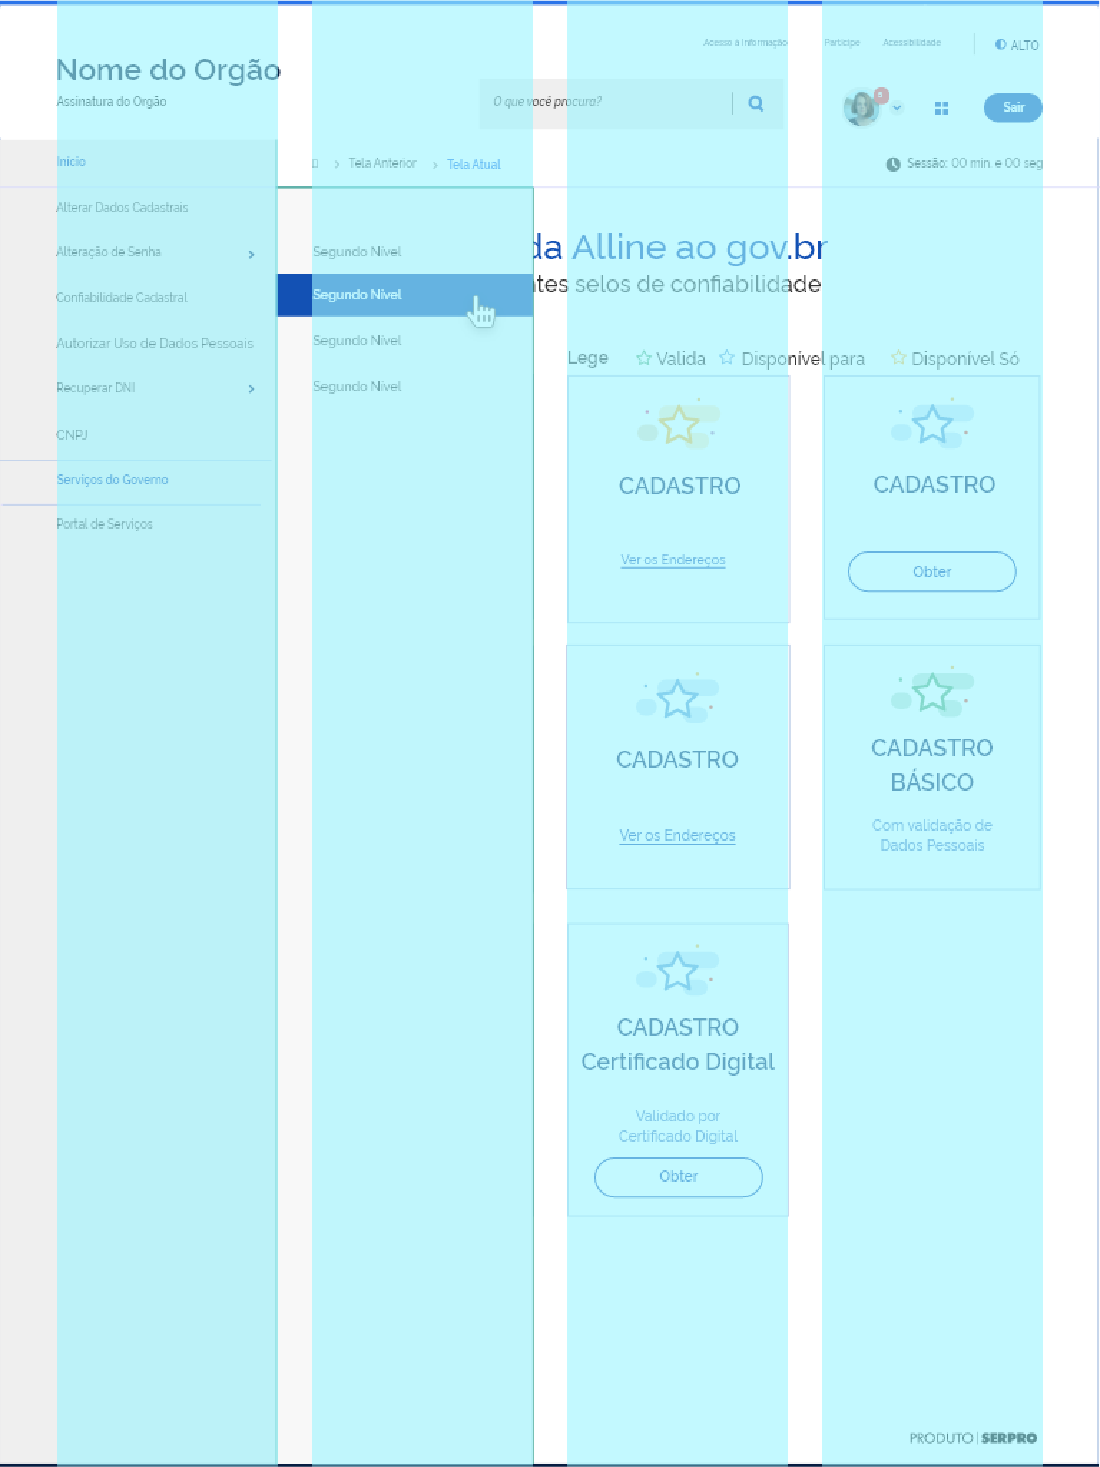 Acesso à Informação Participe Acessibilidade ALTO
Nome do Orgão
Assinatura do Orgão
O que você procura?
Sair
Início
Tela Anterior Tela Atual
Sessão: 00 min. e 00 seg
Alterar Dados Cadastrais
Alteração de Senha
Confiabilidade Cadastral
Autorizar Uso de Dados Pessoais
Recuperar DNI
CNPJ
Serviços do Governo
Portal de Serviços
Segundo Nível
Segundo Nível
Segundo Nível
Segundo Nível
da Alline ao gov.br
ntes selos de confiabilidade
Lege Valida Disponível para Disponível Só
CADASTRO
Ver os Endereços
CADASTRO
Obter
CADASTRO
Ver os Endereços
CADASTRO
BÁSICO
Com validação de
Dados Pessoais
CADASTRO
Certificado Digital
Validado por
Certificado Digital
Obter
PRODUTO | SERPRO